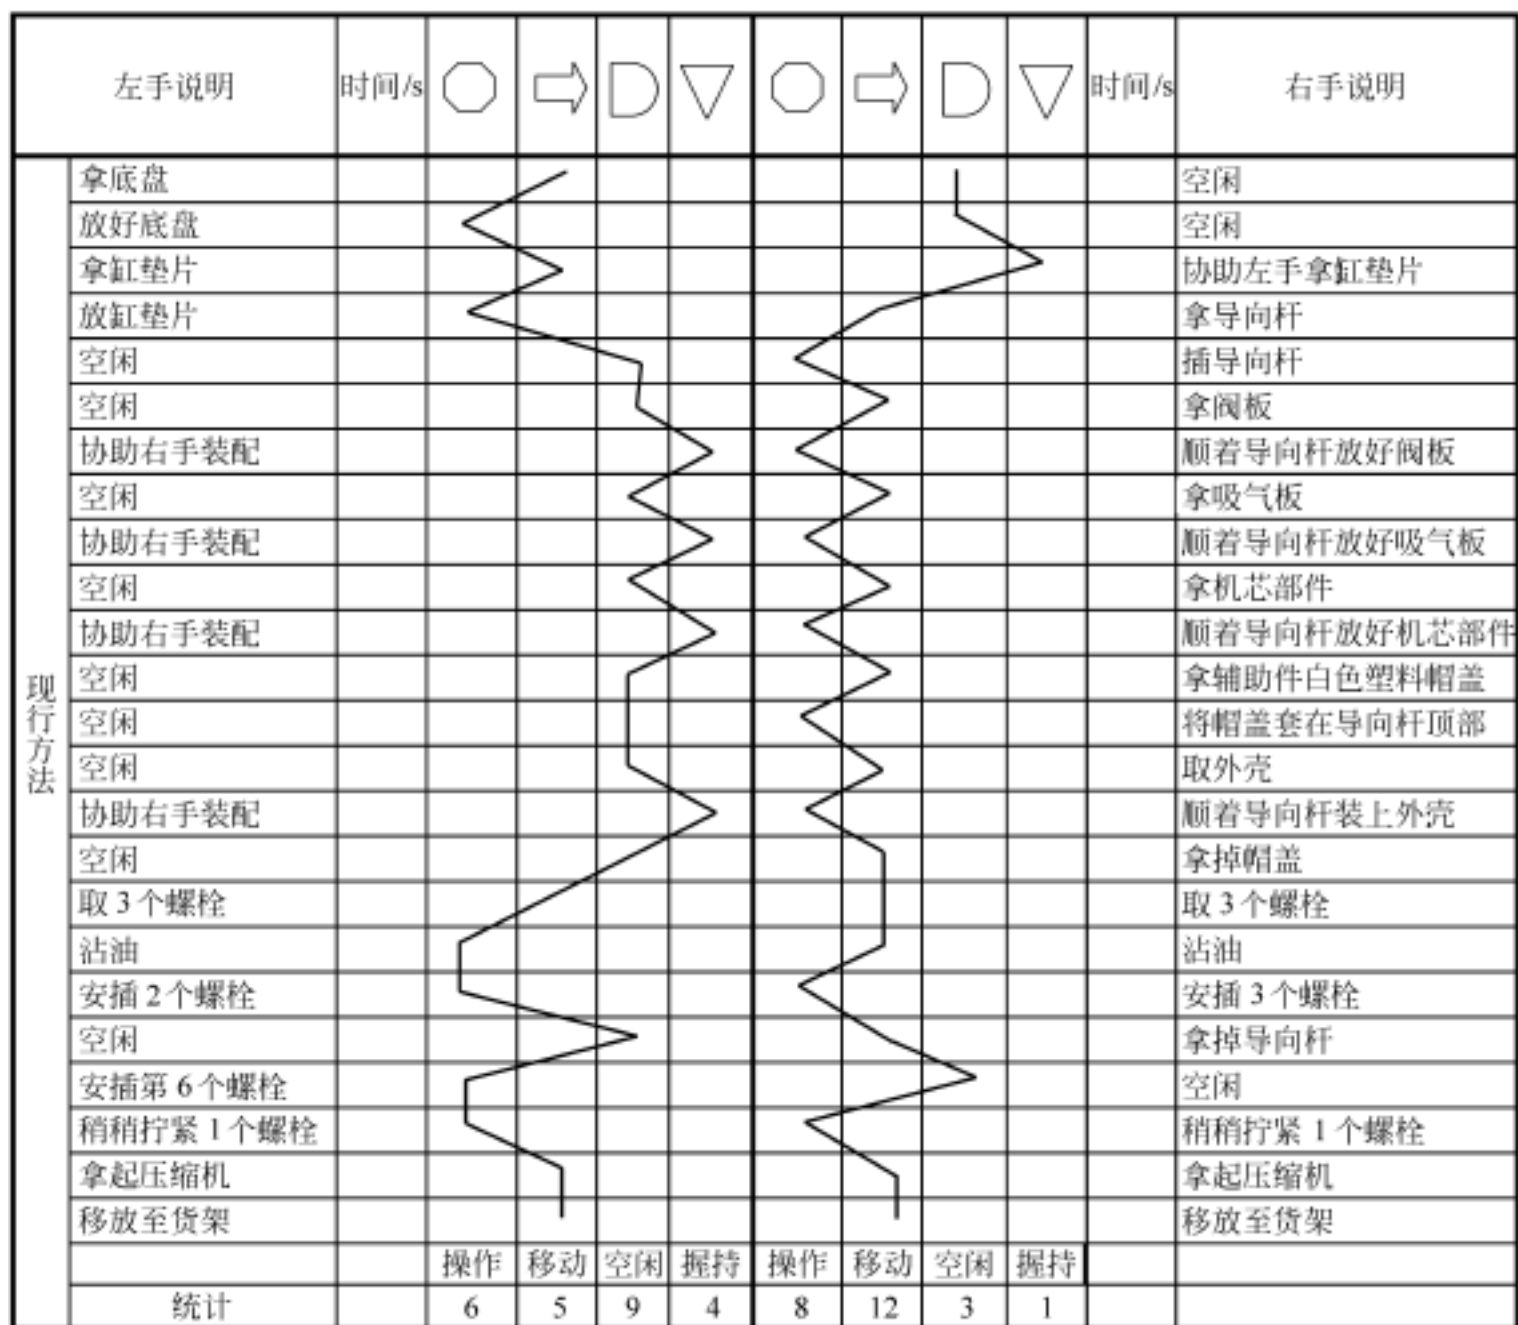 左手说明 时间/s 时间/s 右手说明
现行方法
拿底盘 空闲
放好底盘 空闲
拿缸垫片 协助左手拿缸垫片
放缸垫片 拿导向杆
空闲 插导向杆
空闲 拿阀板
协助右手装配 顺着导向杆放好阀板
空闲 拿吸气板
协助右手装配 顺着导向杆放好吸气板
空闲 拿机芯部件
协助右手装配 顺着导向杆放好机芯部件
空闲 拿辅助件白色塑料帽盖
空闲 将帽盖套在导向杆顶部
空闲 取外壳
协助右手装配 顺着导向杆装上外壳
空闲 拿掉帽盖
取 3 个螺栓 取 3 个螺栓
沾油 沾油
安插 2 个螺栓 安插 3 个螺栓
空闲 拿掉导向杆
安插第 6 个螺栓 空闲
稍稍拧紧 1 个螺栓 稍稍拧紧 1 个螺栓
拿起压缩机 拿起压缩机
移放至货架 移放至货架
操作 移动 空闲 握持 操作 移动 空闲 握持
统计 6 5 9 4 8 12 3 1